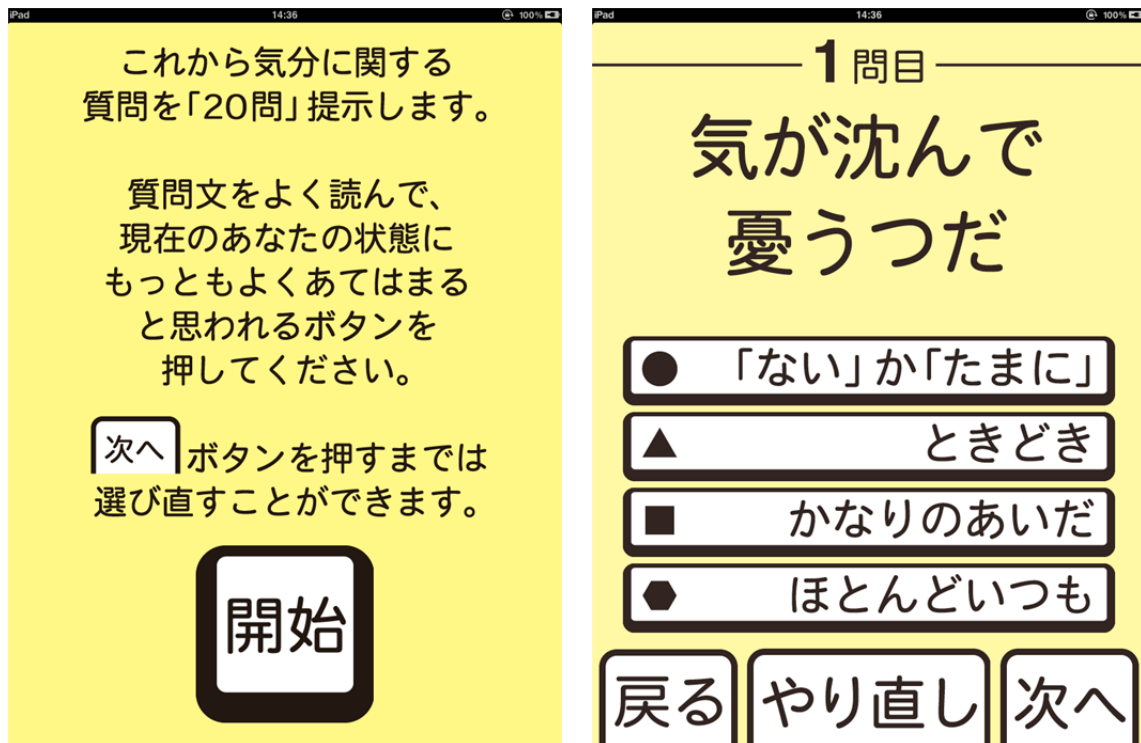 iPad 14:36 100%
これから気分に関する
質問を「20問」提示します。
質問文をよく読んで、
現在のあなたの状態に
もっともよくあてはまる
と思われるボタンを
押してください。
次へ ボタンを押すまでは
選び直すことができます。
開始
iPad 14:36 100%
1問目
気が沈んで
憂うつだ
● 「ない」か「たまに」
▲ ときどき
■ かなりのあいだ
⬣ ほとんどいつも
戻る やり直し 次へ